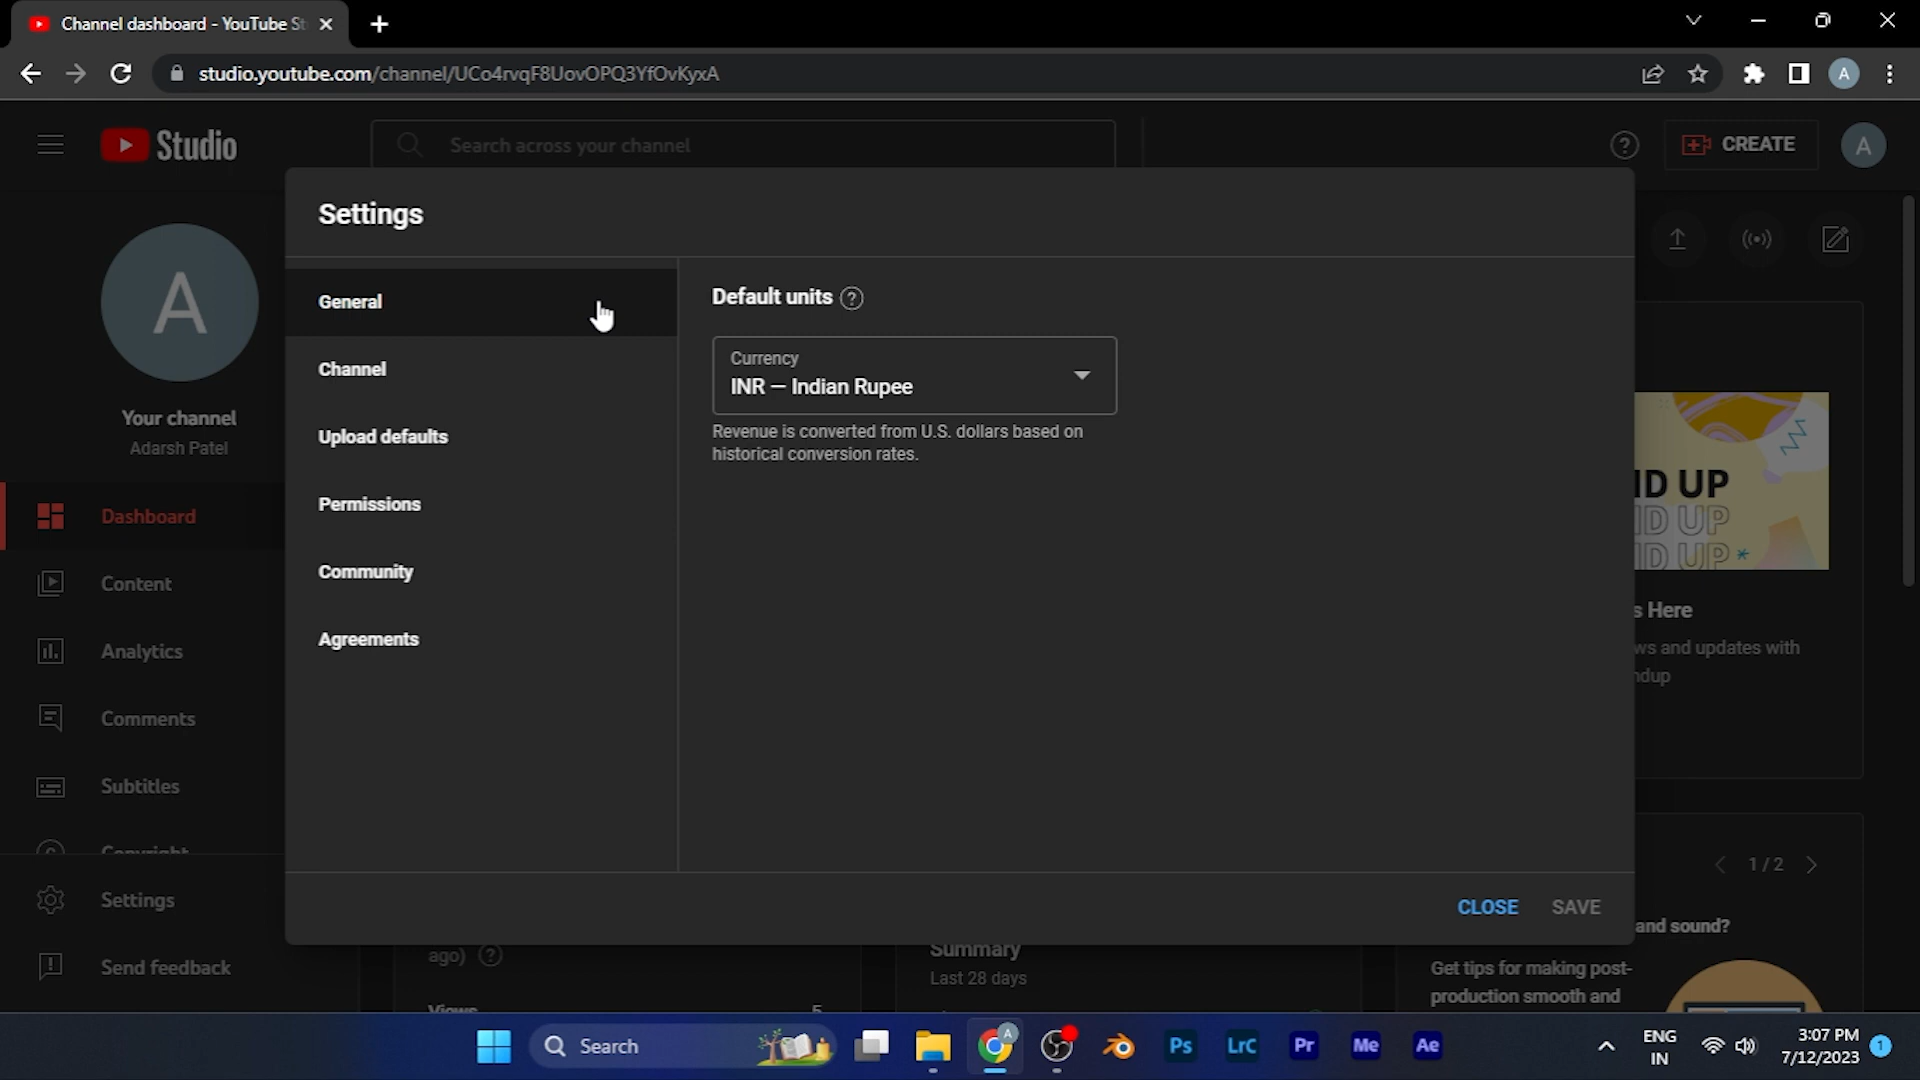 Channel dashboard - YouTube St
studio.youtube.com/channel/UCo4rvqF8UovOPQ3YfOvKyxA
A
Studio
Search across your channel
CREATE
A
Settings
A
Your channel
Adarsh Patel
General
Channel
Upload defaults
Permissions
Community
Agreements
Default units
Currency
INR – Indian Rupee
Revenue is converted from U.S. dollars based on
historical conversion rates.
Dashboard
Content
Analytics
Comments
Subtitles
Copyright
Settings
Send feedback
ID UP
ID UP
ID UP
s Here
ws and updates with
ndup
1 / 2
CLOSE
SAVE
and sound?
ago)
Views
5
Summary
Last 28 days
Get tips for making post-
production smooth and
Search
A
Ps
LrC
Pr
Me
Ae
ENG
IN
3:07 PM
7/12/2023
1